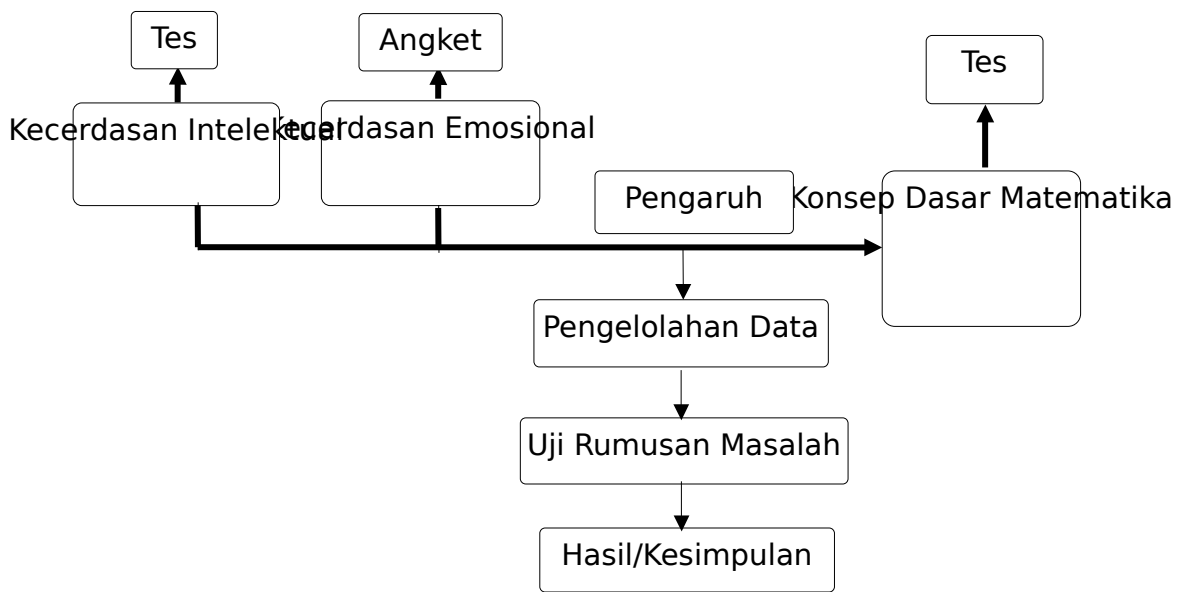 Tes
Angket
Tes
Kecerdasan Intelektual
Kecerdasan Emosional
Pengaruh
Konsep Dasar Matematika
Pengelolahan Data
Uji Rumusan Masalah
Hasil/Kesimpulan